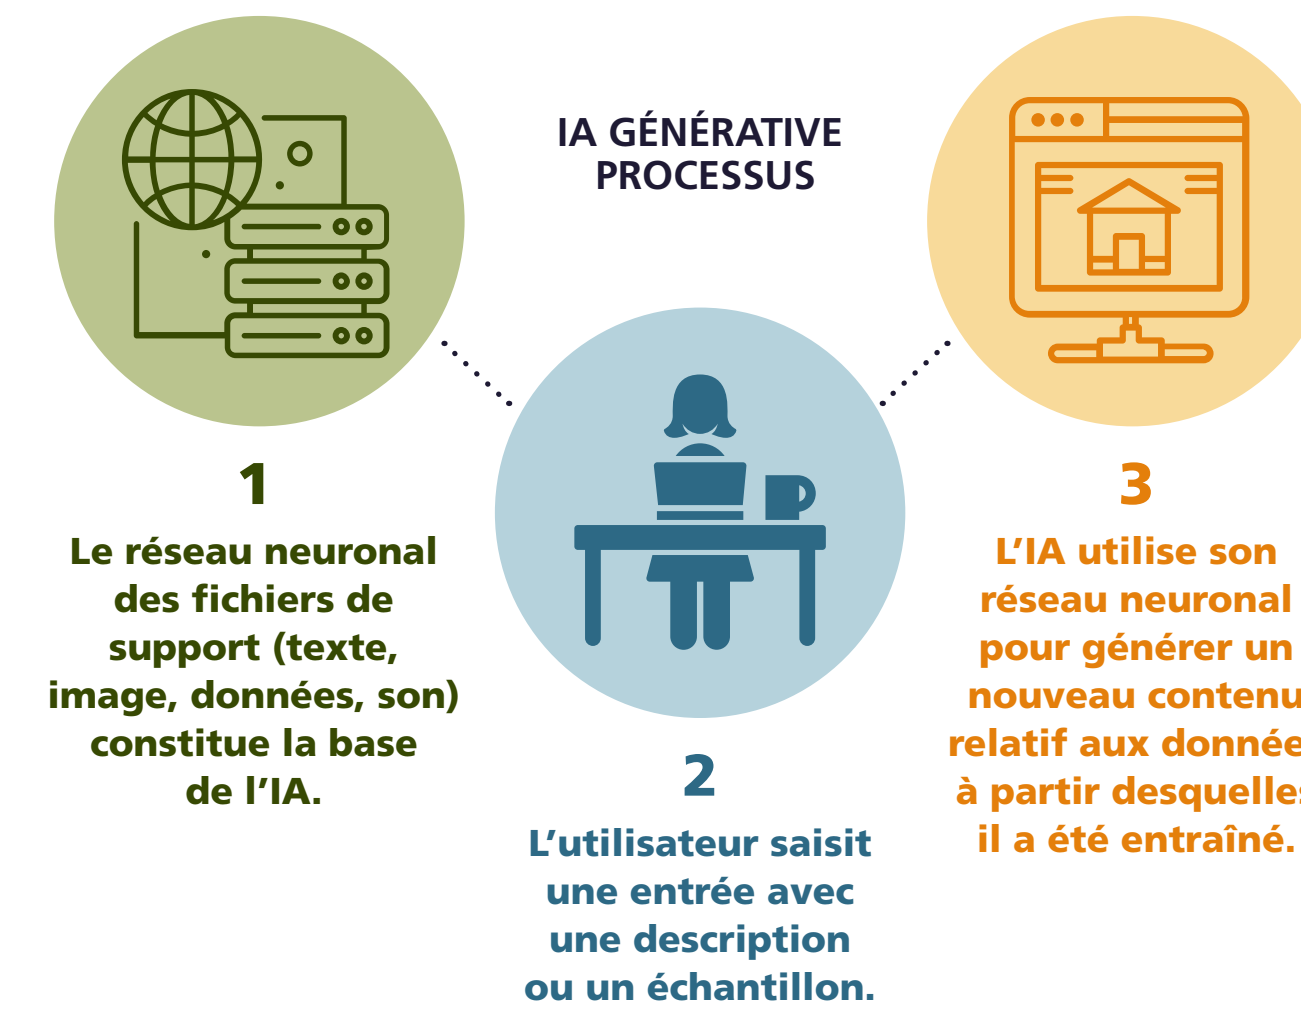 IA GÉNÉRATIVE
PROCESSUS
1
Le réseau neuronal
des fichiers de
support (texte,
image, données, son)
constitue la base
de l’IA.
2
L’utilisateur saisit
une entrée avec
une description
ou un échantillon.
3
L’IA utilise son
réseau neuronal
pour générer un
nouveau contenu
relatif aux donnée
à partir desquelles
il a été entraîné.